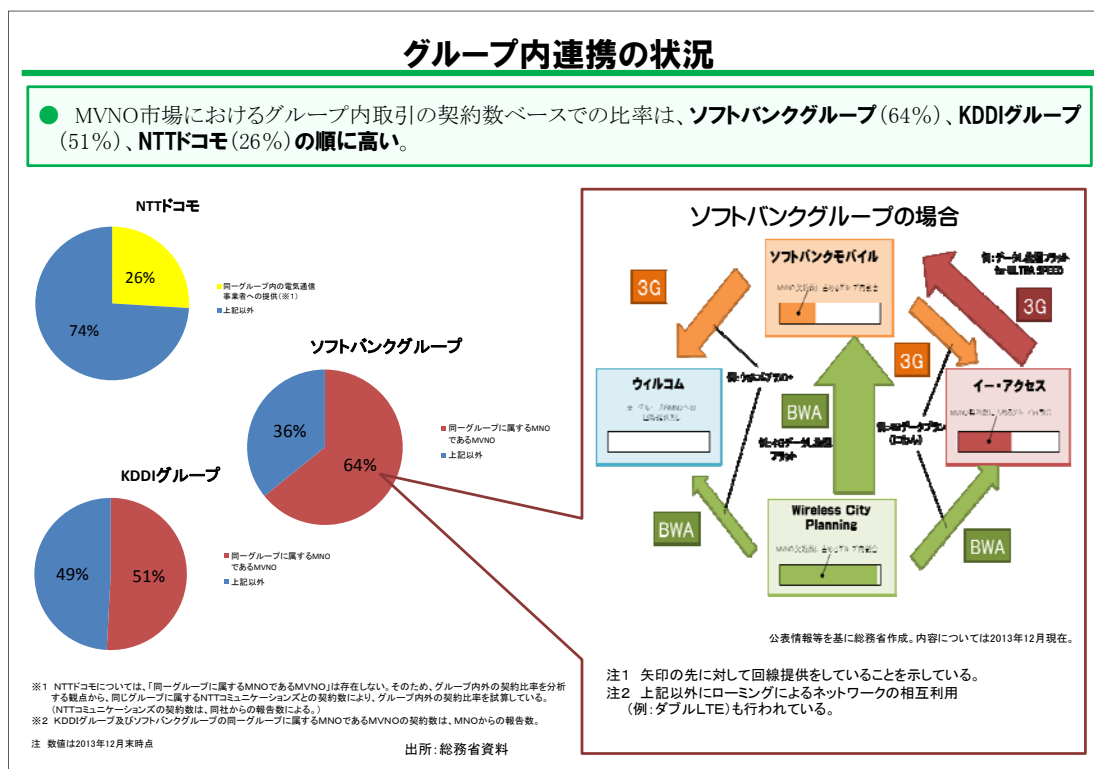 グループ内連携の状況
● MVNO市場におけるグループ内取引の契約数ベースでの比率は、ソフトバンクグループ(64%)、KDDIグループ
(51%)、NTTドコモ(26%)の順に高い。
NTTドコモ
26%
74%
同一グループ内の電気通信
事業者への提供(※1)
上記以外
ソフトバンクグループ
36%
64%
同一グループに属するMNO
であるMVNO
上記以外
KDDIグループ
49%
51%
同一グループに属するMNO
であるMVNO
上記以外
ソフトバンクグループの場合
ソフトバンクモバイル
3G
for ULTRA SPEED
3G
3G
ウィルコム
イー・アクセス
BWA
フラット
Wireless City
Planning
BWA
BWA
公表情報等を基に総務省作成。内容については2013年12月現在。
注1 矢印の先に対して回線提供をしていることを示している。
注2 上記以外にローミングによるネットワークの相互利用
(例:ダブルLTE)も行われている。
※1 NTTドコモについては、「同一グループに属するMNOであるMVNO」は存在しない。そのため、グループ内外の契約比率を分析
する観点から、同じグループに属するNTTコミュニケーションズとの契約数により、グループ内外の契約比率を試算している。
(NTTコミュニケーションズの契約数は、同社からの報告数による。)
※2 KDDIグループ及びソフトバンクグループの同一グループに属するMNOであるMVNOの契約数は、MNOからの報告数。
注 数値は2013年12月末時点
出所:総務省資料